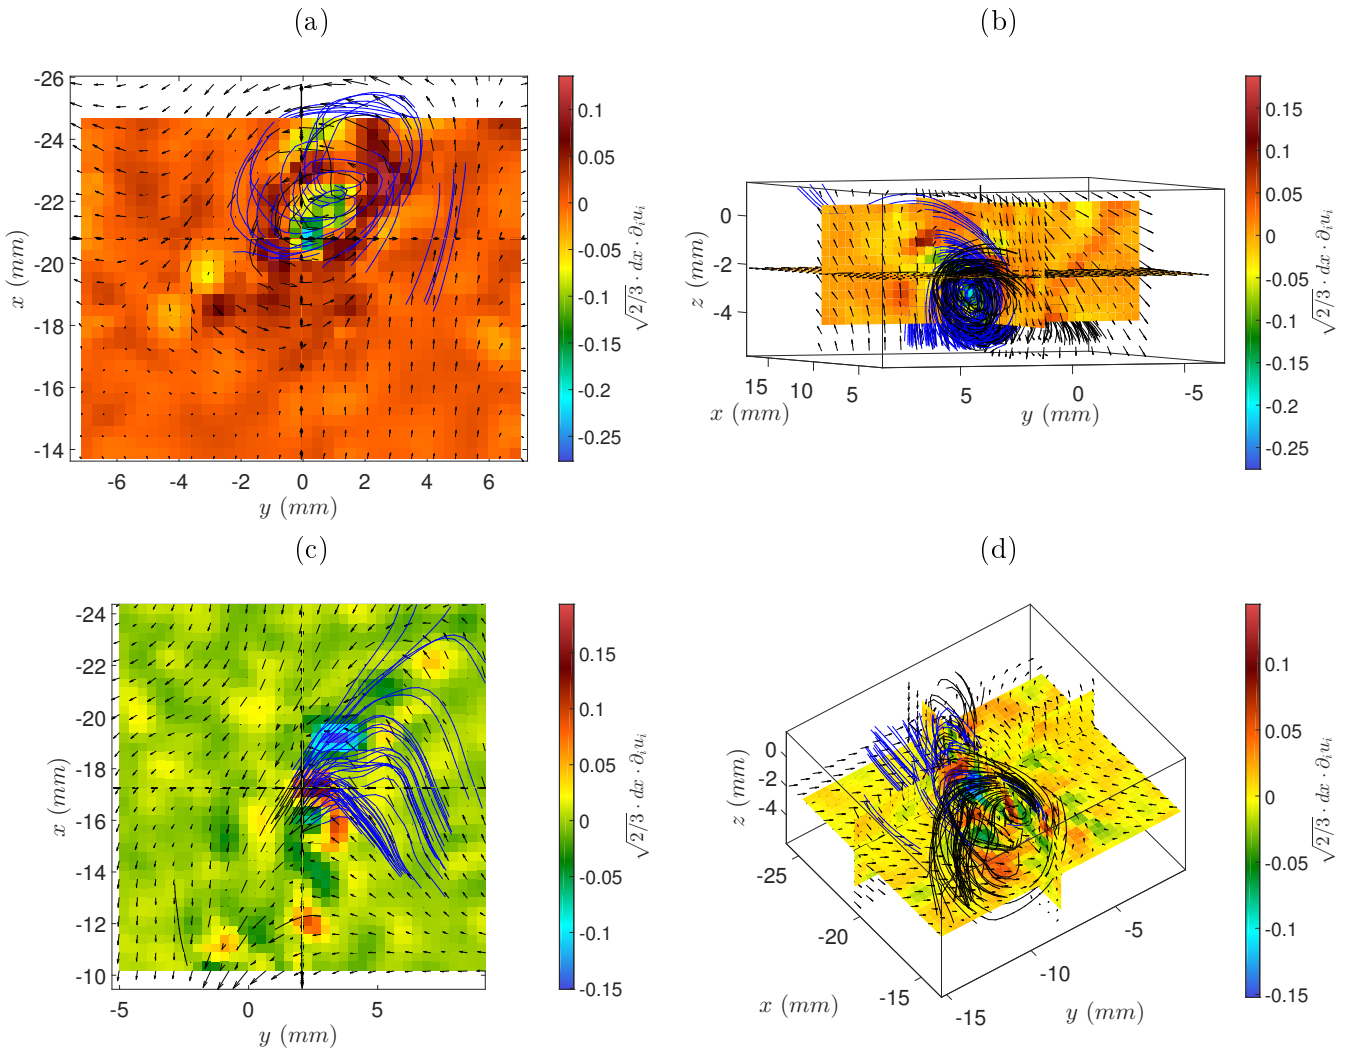 (a)
-26
-24
-22
-20
-18
-16
-14
x (mm)
-6 -4 -2 0 2 4 6
y (mm)
0.1
0.05
0
-0.05
-0.1
-0.15
-0.2
-0.25
√2/3 · dx · ∂ᵢuᵢ
(b)
0
-2
-4
z (mm)
15 10 5
x (mm)
5 0 -5
y (mm)
0.15
0.1
0.05
0
-0.05
-0.1
-0.15
-0.2
-0.25
√2/3 · dx · ∂ᵢuᵢ
(c)
-24
-22
-20
-18
-16
-14
-12
-10
x (mm)
-5 0 5
y (mm)
0.15
0.1
0.05
0
-0.05
-0.1
-0.15
√2/3 · dx · ∂ᵢuᵢ
(d)
0
-2
-4
z (mm)
-25
-20
-15
x (mm)
-15
-10
-5
y (mm)
0.1
0.05
0
-0.05
-0.1
-0.15
√2/3 · dx · ∂ᵢuᵢ